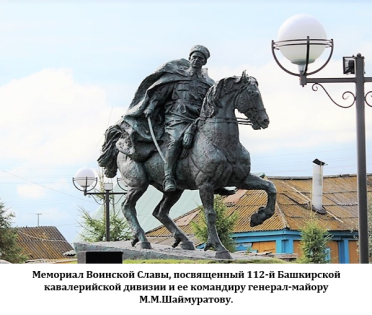 Мемориал Воинской Славы, посвященный 112-й Башкирской
кавалерийской дивизии и ее командиру генерал-майору
М.М.Шаймуратову.